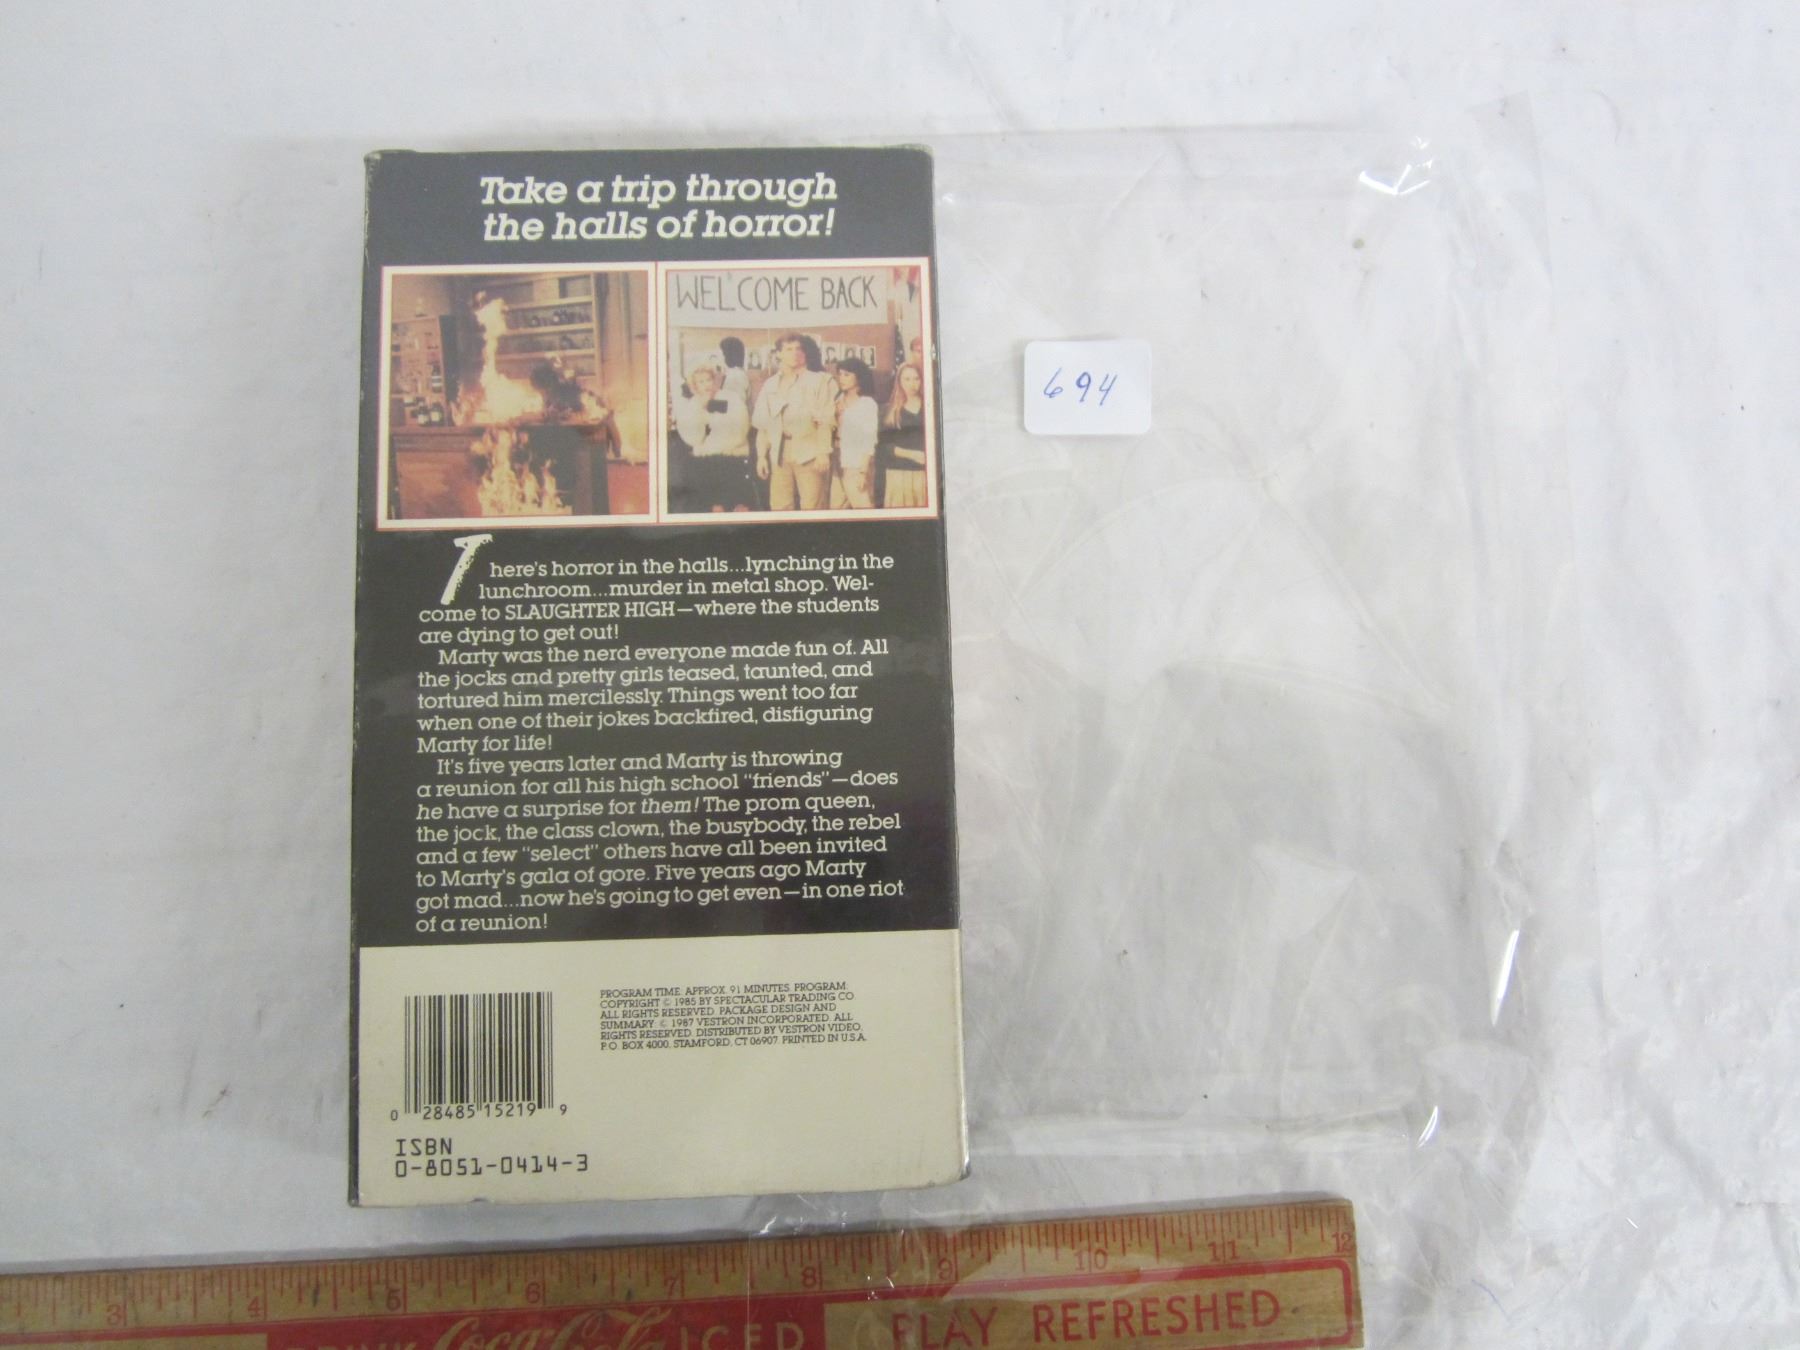 Take a trip through
the halls of horror!
WELCOME BACK
694
There's horror in the halls...lynching in the
lunchroom...murder in metal shop. Wel-
come to SLAUGHTER HIGH—where the students
are dying to get out!
Marty was the nerd everyone made fun of. All
the jocks and pretty girls teased, taunted, and
tortured him mercilessly. Things went too far
when one of their jokes backfired, disfiguring
Marty for life!
It's five years later and Marty is throwing
a reunion for all his high school "friends"—does
he have a surprise for them! The prom queen,
the jock, the class clown, the busybody, the rebel
and a few "select" others have all been invited
to Marty's gala of gore. Five years ago Marty
got mad...now he's going to get even—in one riot
of a reunion!
PROGRAM TIME: APPROX. 91 MINUTES. PROGRAM:
COPYRIGHT © 1985 BY SPECTACULAR TRADING CO.
ALL RIGHTS RESERVED. PACKAGE DESIGN AND
SUMMARY: © 1987 VESTRON INCORPORATED. ALL
RIGHTS RESERVED. DISTRIBUTED BY VESTRON VIDEO,
P.O. BOX 4000, STAMFORD, CT 06907. PRINTED IN U.S.A.
0 28485 15219 9
ISBN
0-8051-0414-3
3 4 5 6 7 8 9 10 11 12
DRINK Coca-Cola ICED PLAY REFRESHED